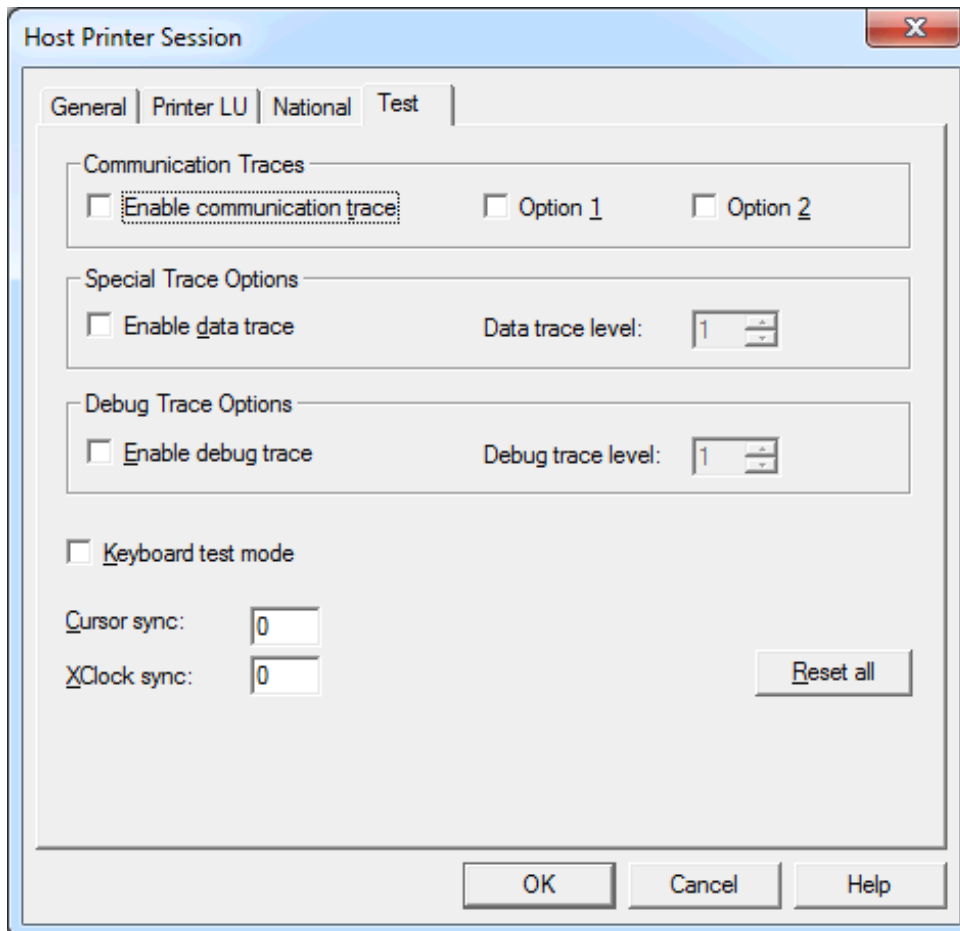 Host Printer Session
General Printer LU National Test
Communication Traces
Enable communication trace Option 1 Option 2
Special Trace Options
Enable data trace Data trace level: 1
Debug Trace Options
Enable debug trace Debug trace level: 1
Keyboard test mode
Cursor sync: 0
XClock sync: 0 Reset all
OK Cancel Help